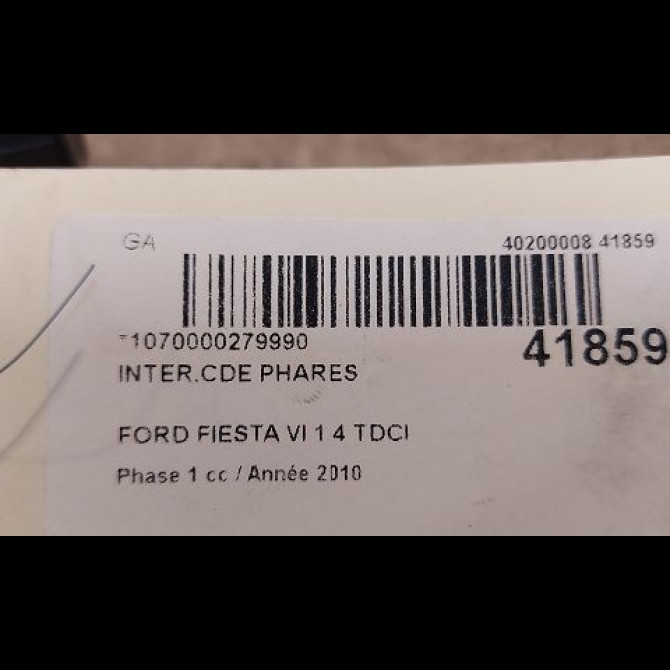 GA 40200008 41859
-1070000279990 41859
INTER.CDE PHARES
FORD FIESTA VI 1 4 TDCI
Phase 1 cc / Année 2010